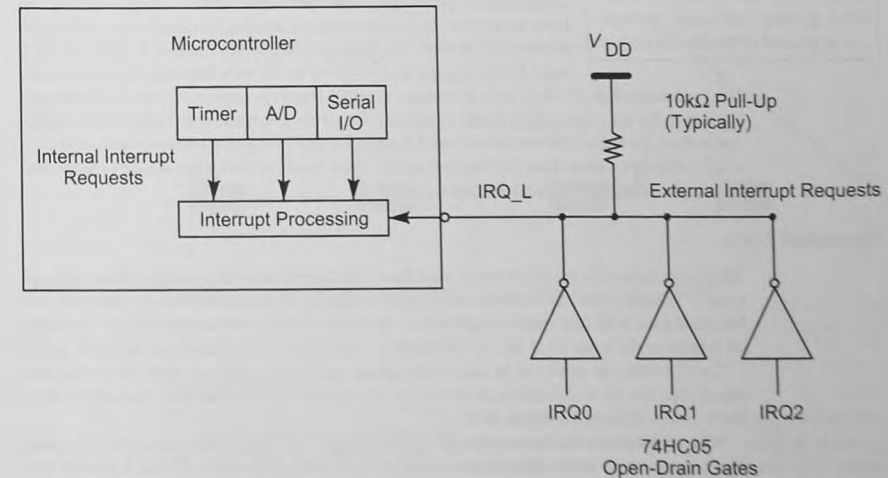 Microcontroller
Timer
A/D
Serial
I/O
Internal Interrupt
Requests
Interrupt Processing
IRQ_L
V DD
10kΩ Pull-Up
(Typically)
External Interrupt Requests
IRQ0
IRQ1
IRQ2
74HC05
Open-Drain Gates